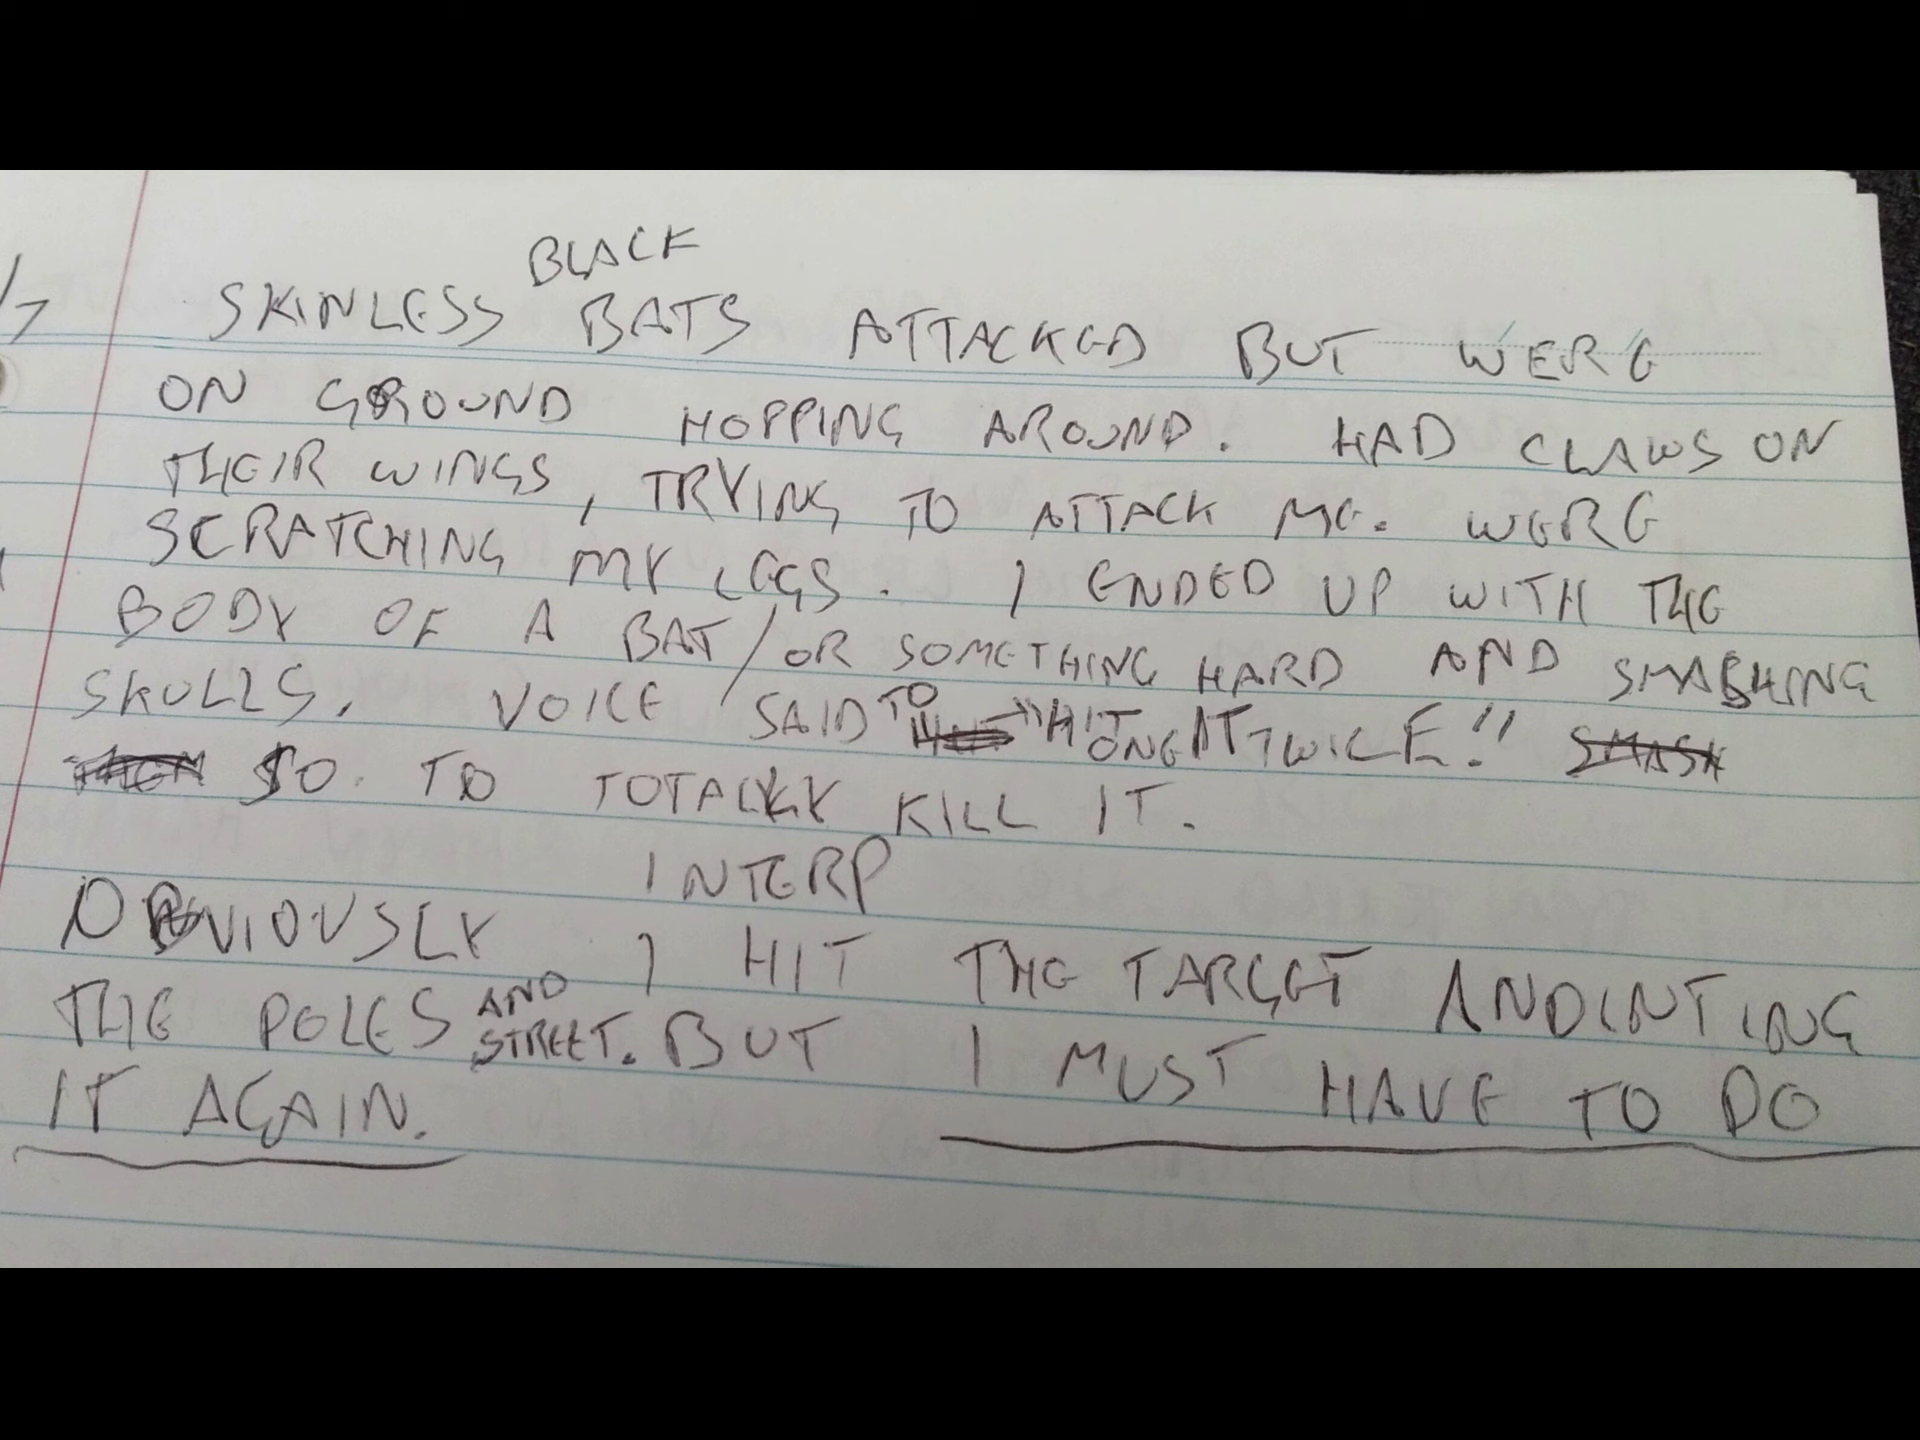 BLACK
SKINLESS BATS ATTACKED BUT WERE
ON GROUND HOPPING AROUND. HAD CLAWS ON
THEIR WINGS, TRYING TO ATTACK ME. WERE
SCRATCHING MY LEGS. I ENDED UP WITH THE
BODY OF A BAT/OR SOMETHING HARD AND SMASHING
SKULLS. VOICE SAID TO "HIT ONE IT TWICE!" SMASH
THEM SO TO TOTALLY KILL IT.
INTERP
OBVIOUSLY I HIT THE TARGET ANOINTING
THE POLES AND STREET. BUT I MUST HAVE TO DO
IT AGAIN.